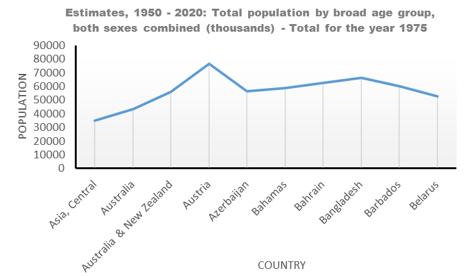 Estimates, 1950 - 2020: Total population by broad age group,
both sexes combined (thousands) - Total for the year 1975
POPULATION
90000
80000
70000
60000
50000
40000
30000
20000
10000
0
Asia, Central
Australia
Australia & New Zealand
Austria
Azerbaijan
Bahamas
Bahrain
Bangladesh
Barbados
Belarus
COUNTRY